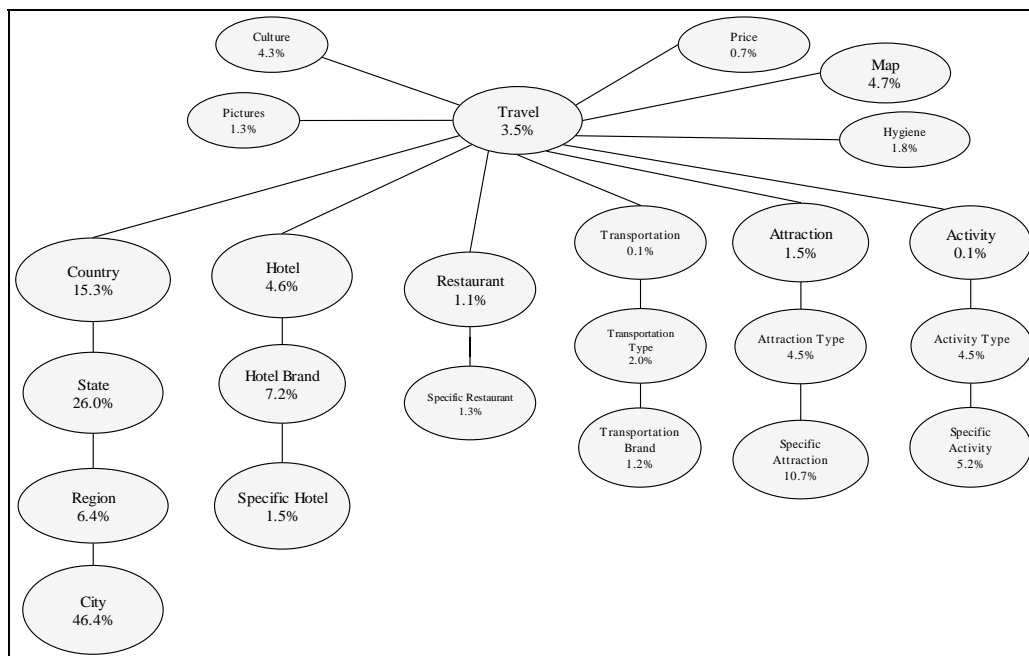 Culture
4.3%
Price
0.7%
Map
4.7%
Pictures
1.3%
Travel
3.5%
Hygiene
1.8%
Country
15.3%
Hotel
4.6%
Restaurant
1.1%
Transportation
0.1%
Attraction
1.5%
Activity
0.1%
State
26.0%
Hotel Brand
7.2%
Specific Restaurant
1.3%
Transportation
Type
2.0%
Attraction Type
4.5%
Activity Type
4.5%
Region
6.4%
Specific Hotel
1.5%
Transportation
Brand
1.2%
Specific
Attraction
10.7%
Specific
Activity
5.2%
City
46.4%